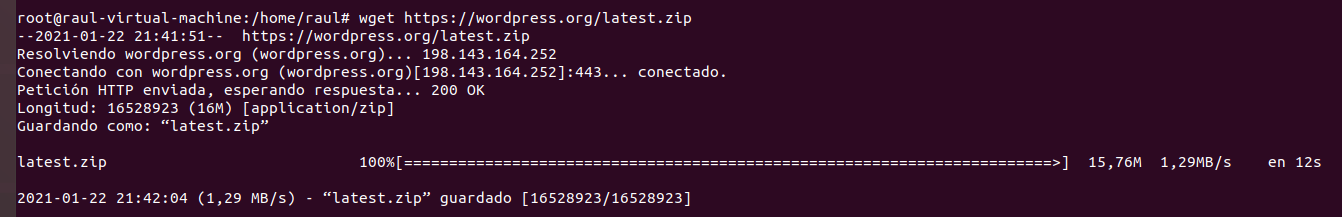 root@raul-virtual-machine:/home/raul# wget https://wordpress.org/latest.zip
--2021-01-22 21:41:51--  https://wordpress.org/latest.zip
Resolviendo wordpress.org (wordpress.org)... 198.143.164.252
Conectando con wordpress.org (wordpress.org)[198.143.164.252]:443... conectado.
Petición HTTP enviada, esperando respuesta... 200 OK
Longitud: 16528923 (16M) [application/zip]
Guardando como: “latest.zip”
latest.zip                            100%[========================================================================>]  15,76M  1,29MB/s    en 12s
2021-01-22 21:42:04 (1,29 MB/s) - “latest.zip” guardado [16528923/16528923]